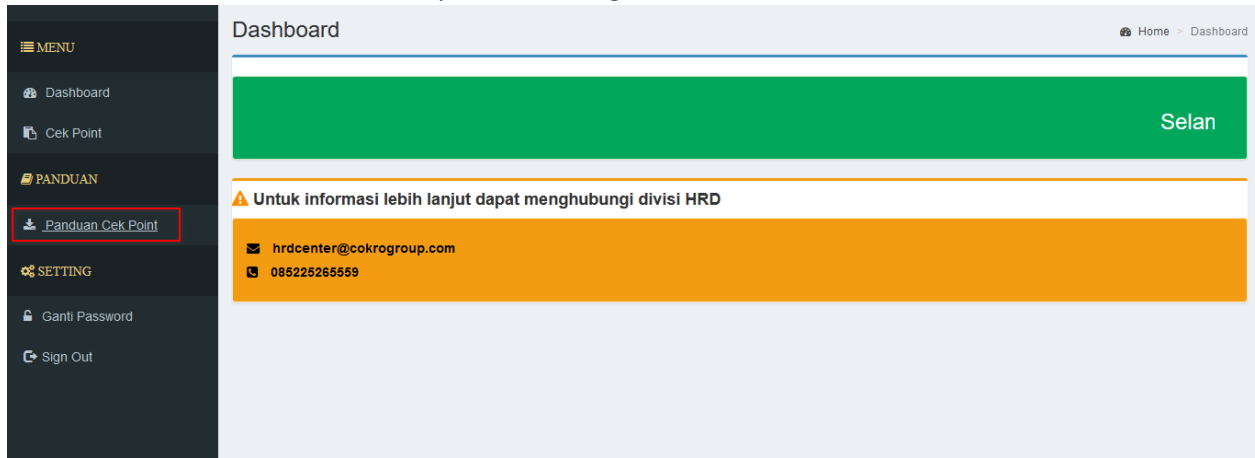 MENU
Dashboard
Cek Point
PANDUAN
Panduan Cek Point
SETTING
Ganti Password
Sign Out
Dashboard
Home > Dashboard
Selan
Untuk informasi lebih lanjut dapat menghubungi divisi HRD
hrdcenter@cokrogroup.com
085225265559